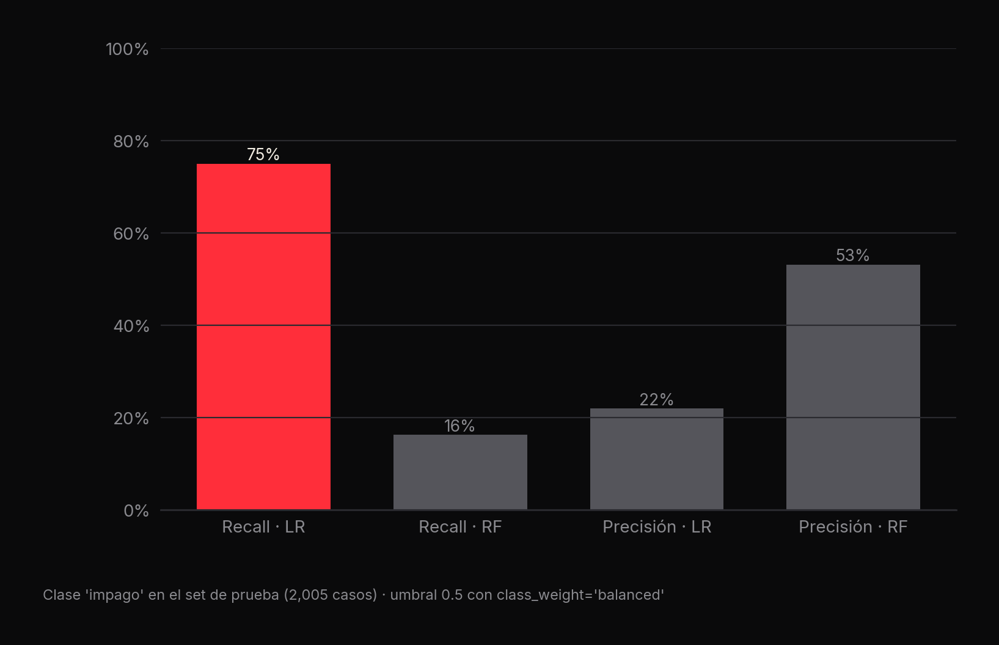 100%
80%
75%
60%
53%
40%
22%
20%
16%
0%
Recall · LR
Recall · RF
Precisión · LR
Precisión · RF
Clase 'impago' en el set de prueba (2,005 casos) · umbral 0.5 con class_weight='balanced'